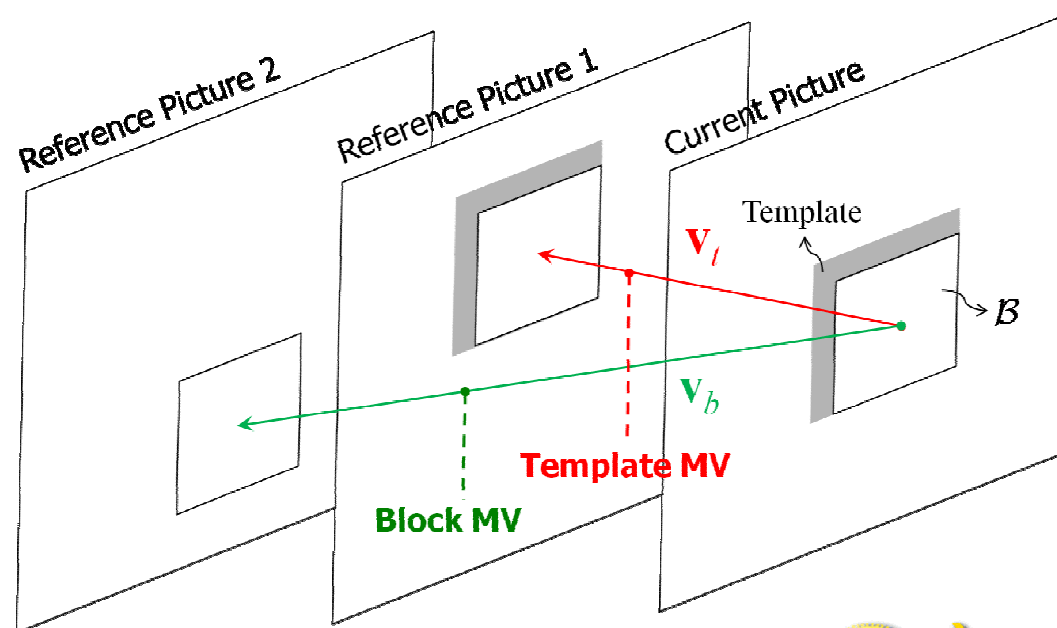 Reference Picture 2
Reference Picture 1
Current Picture
Template
v_t
ℬ
v_b
Template MV
Block MV